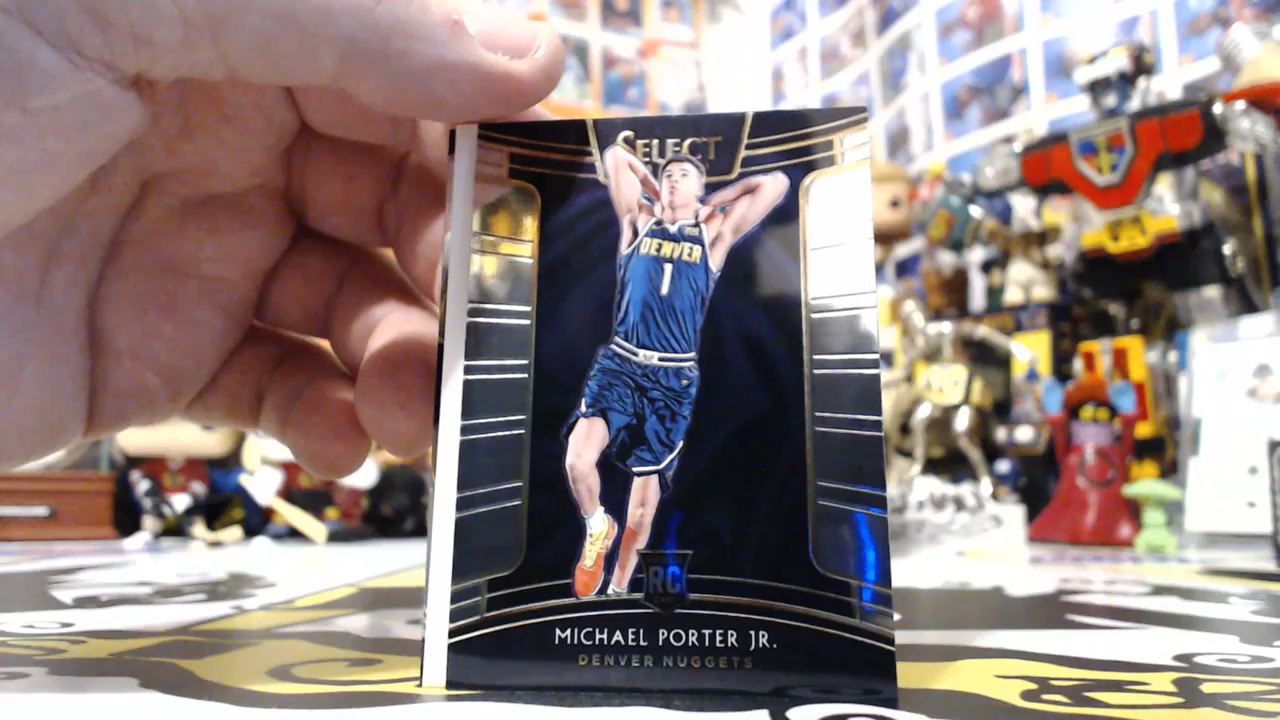 SELECT
DENVER
1
RC
MICHAEL PORTER JR.
DENVER NUGGETS